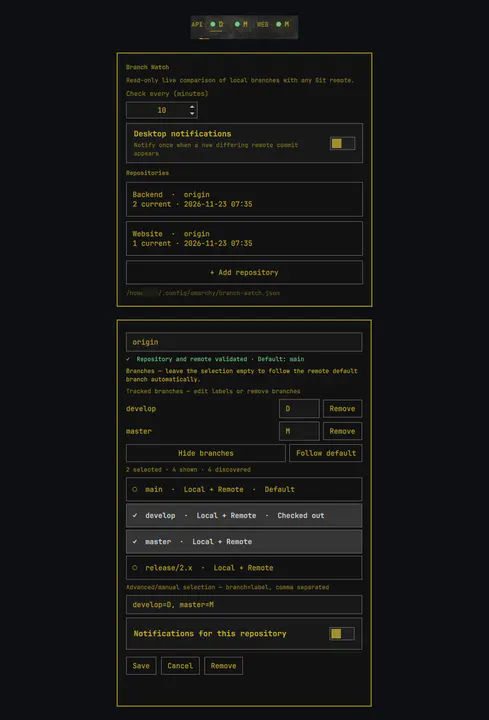 API D M WEB M
Branch Watch
Read-only live comparison of local branches with any Git remote.
Check every (minutes)
10
Desktop notifications
Notify once when a new differing remote commit
appears
Repositories
Backend · origin
2 current · 2026-11-23 07:35
Website · origin
1 current · 2026-11-23 07:35
+ Add repository
/home /.config/omarchy/branch-watch.json
origin
✓ Repository and remote validated · Default: main
Branches — leave the selection empty to follow the remote default
branch automatically.
Tracked branches — edit labels or remove branches
develop D Remove
master M Remove
Hide branches Follow default
2 selected · 4 shown · 4 discovered
○ main · Local + Remote · Default
✓ develop · Local + Remote · Checked out
✓ master · Local + Remote
○ release/2.x · Local + Remote
Advanced/manual selection — branch=label, comma separated
develop=D, master=M
Notifications for this repository
Save Cancel Remove